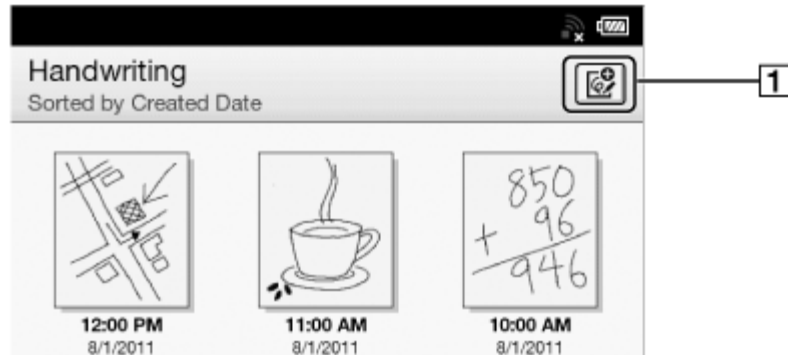 Handwriting
1
Sorted by Created Date
850
+ 96
946
12:00 PM
11:00 AM
10:00 AM
8/1/2011
8/1/2011
8/1/2011